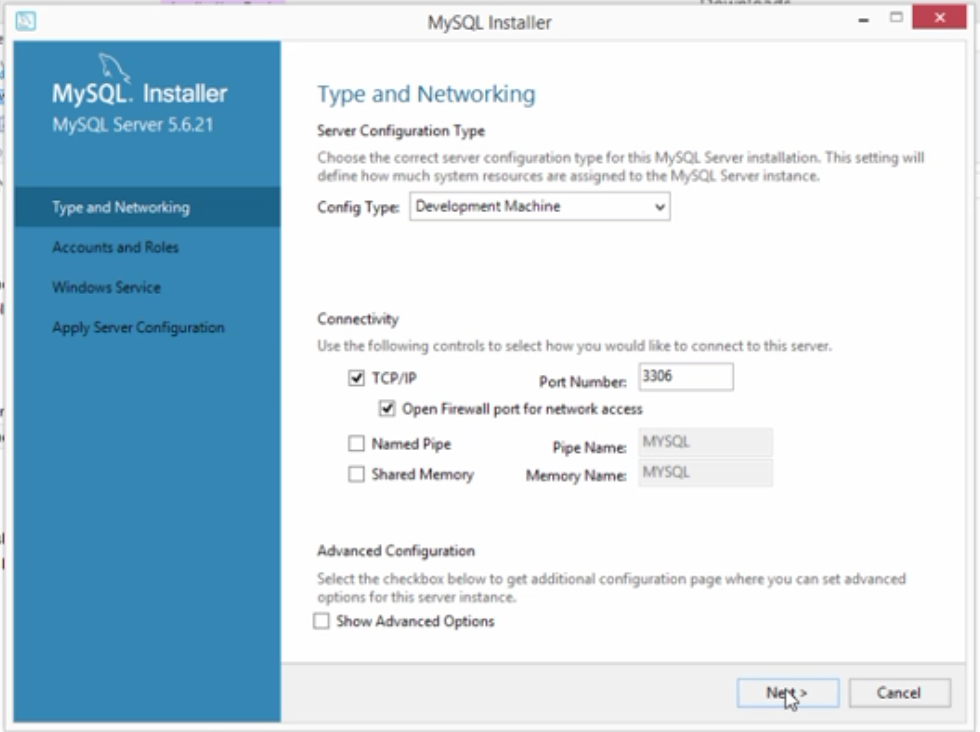 MySQL Installer
MySQL. Installer
MySQL Server 5.6.21
Type and Networking
Accounts and Roles
Windows Service
Apply Server Configuration
Type and Networking
Server Configuration Type
Choose the correct server configuration type for this MySQL Server installation. This setting will
define how much system resources are assigned to the MySQL Server instance.
Config Type: Development Machine
Connectivity
Use the following controls to select how you would like to connect to this server.
TCP/IP Port Number: 3306
Open Firewall port for network access
Named Pipe Pipe Name: MYSQL
Shared Memory Memory Name: MYSQL
Advanced Configuration
Select the checkbox below to get additional configuration page where you can set advanced
options for this server instance.
Show Advanced Options
Next > Cancel